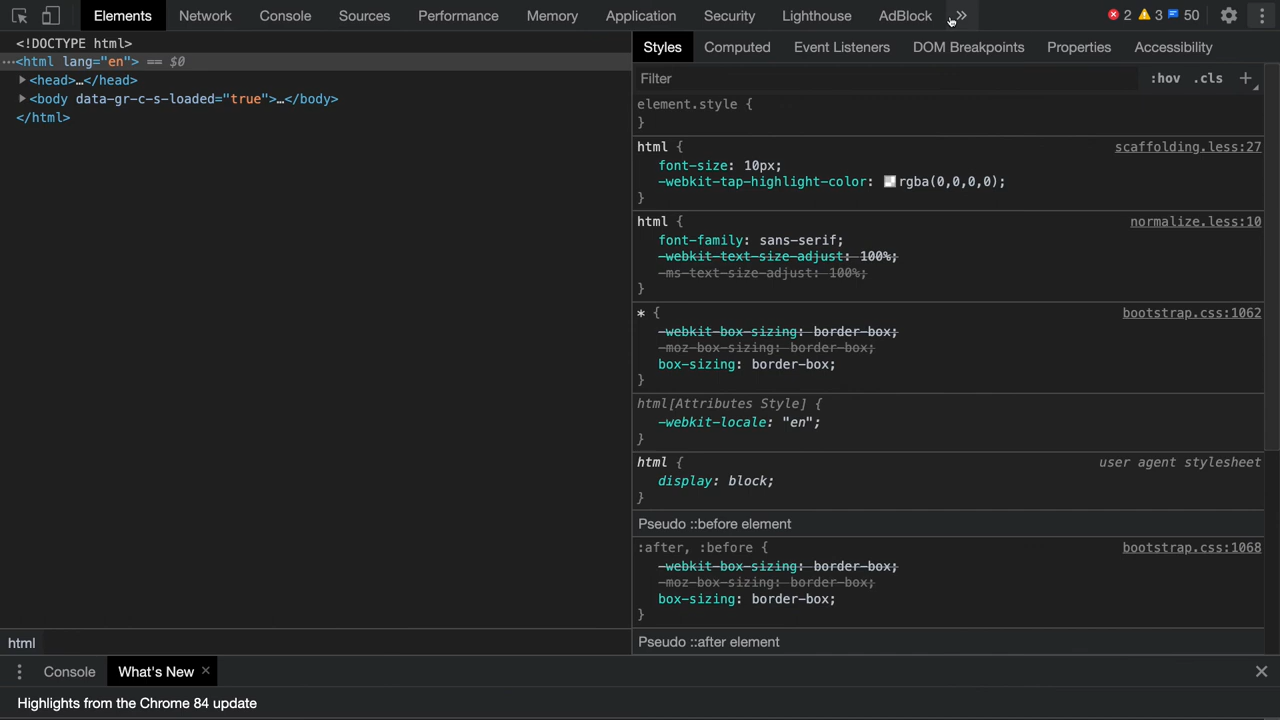 Elements Network Console Sources Performance Memory Application Security Lighthouse AdBlock » 2 3 50
<!DOCTYPE html>
…<html lang="en"> == $0
<head>…</head>
<body data-gr-c-s-loaded="true">…</body>
</html>
Styles Computed Event Listeners DOM Breakpoints Properties Accessibility
Filter :hov .cls +
element.style {
}
html { scaffolding.less:27
font-size: 10px;
-webkit-tap-highlight-color: rgba(0,0,0,0);
}
html { normalize.less:10
font-family: sans-serif;
-webkit-text-size-adjust: 100%;
-ms-text-size-adjust: 100%;
}
* { bootstrap.css:1062
-webkit-box-sizing: border-box;
-moz-box-sizing: border-box;
box-sizing: border-box;
}
html[Attributes Style] {
-webkit-locale: "en";
}
html { user agent stylesheet
display: block;
}
Pseudo ::before element
:after, :before { bootstrap.css:1068
-webkit-box-sizing: border-box;
-moz-box-sizing: border-box;
box-sizing: border-box;
}
Pseudo ::after element
html
Console What's New ×
Highlights from the Chrome 84 update